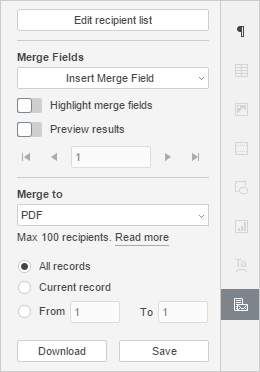 Edit recipient list
Merge Fields
Insert Merge Field
Highlight merge fields
Preview results
1
Merge to
PDF
Max 100 recipients. Read more
All records
Current record
From 1 To 1
Download Save